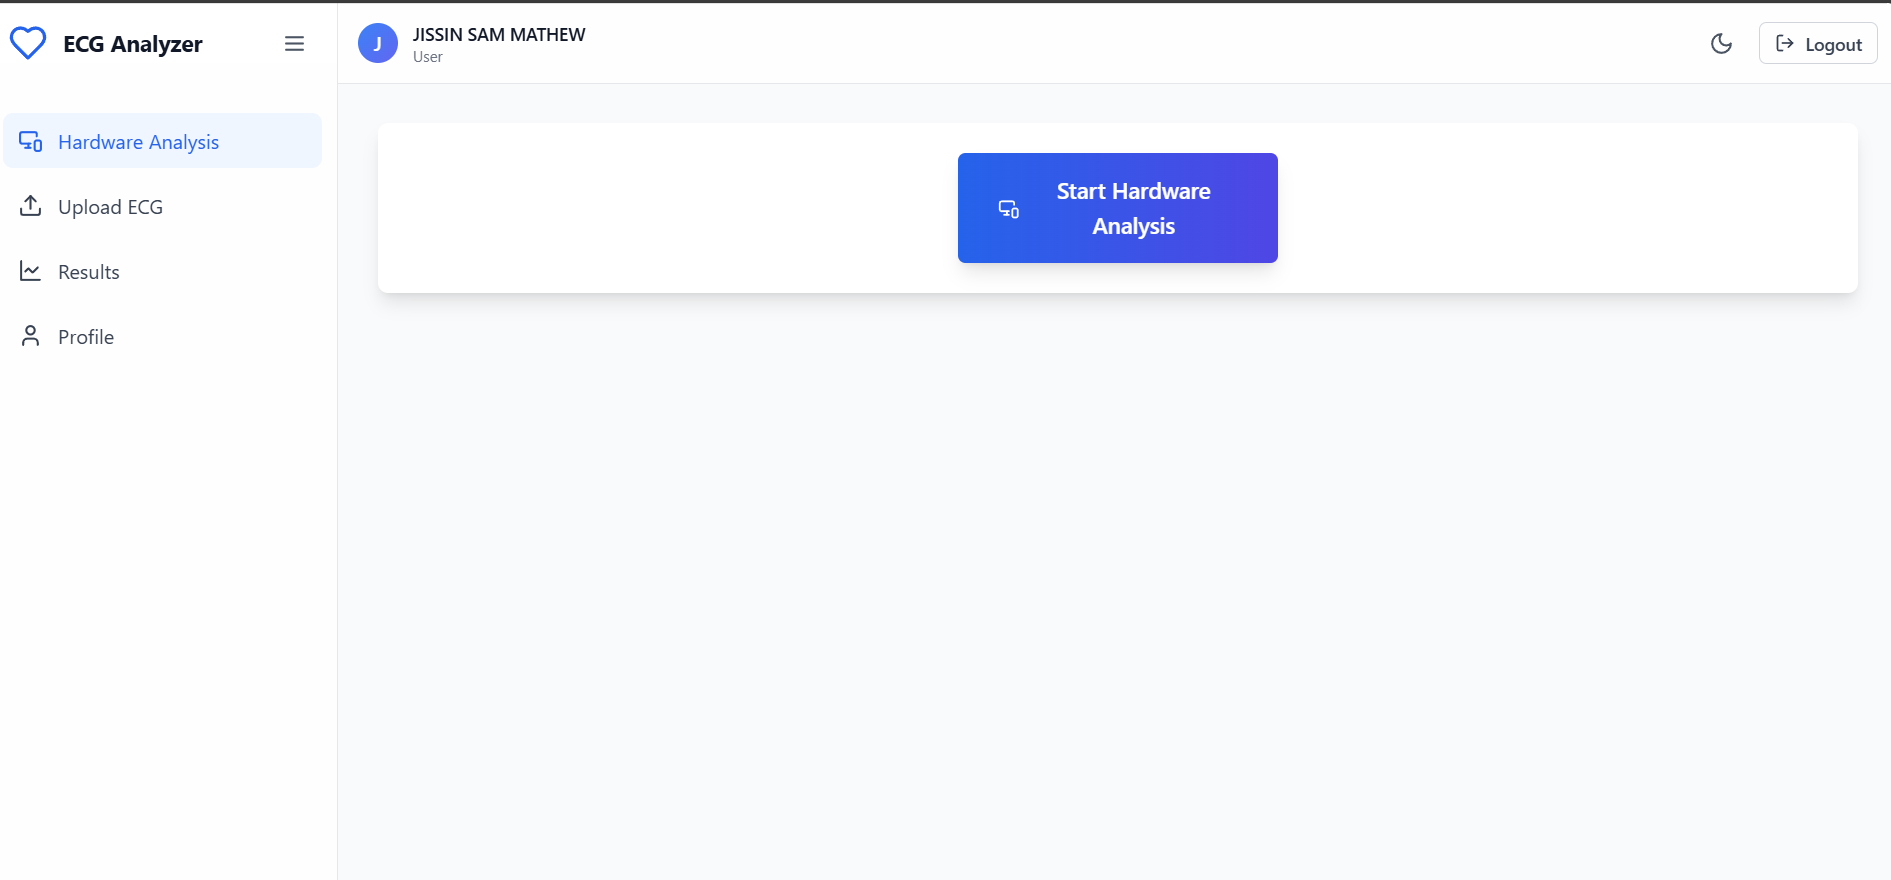 ECG Analyzer
J
JISSIN SAM MATHEW
User
Logout
Hardware Analysis
Upload ECG
Results
Profile
Start Hardware
Analysis